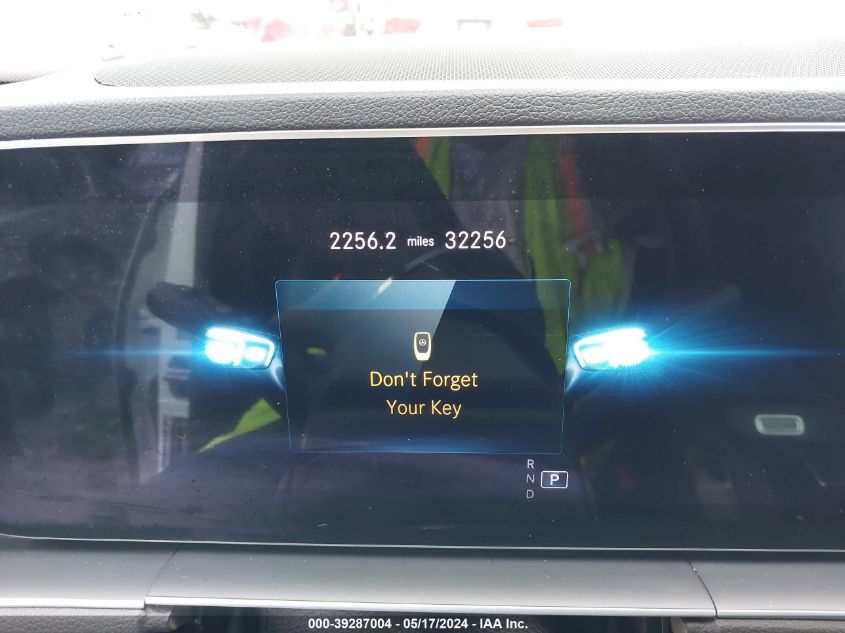 2256.2 miles 32256
Don't Forget
Your Key
R
N P
D
000-39287004 - 05/17/2024 - IAA Inc.